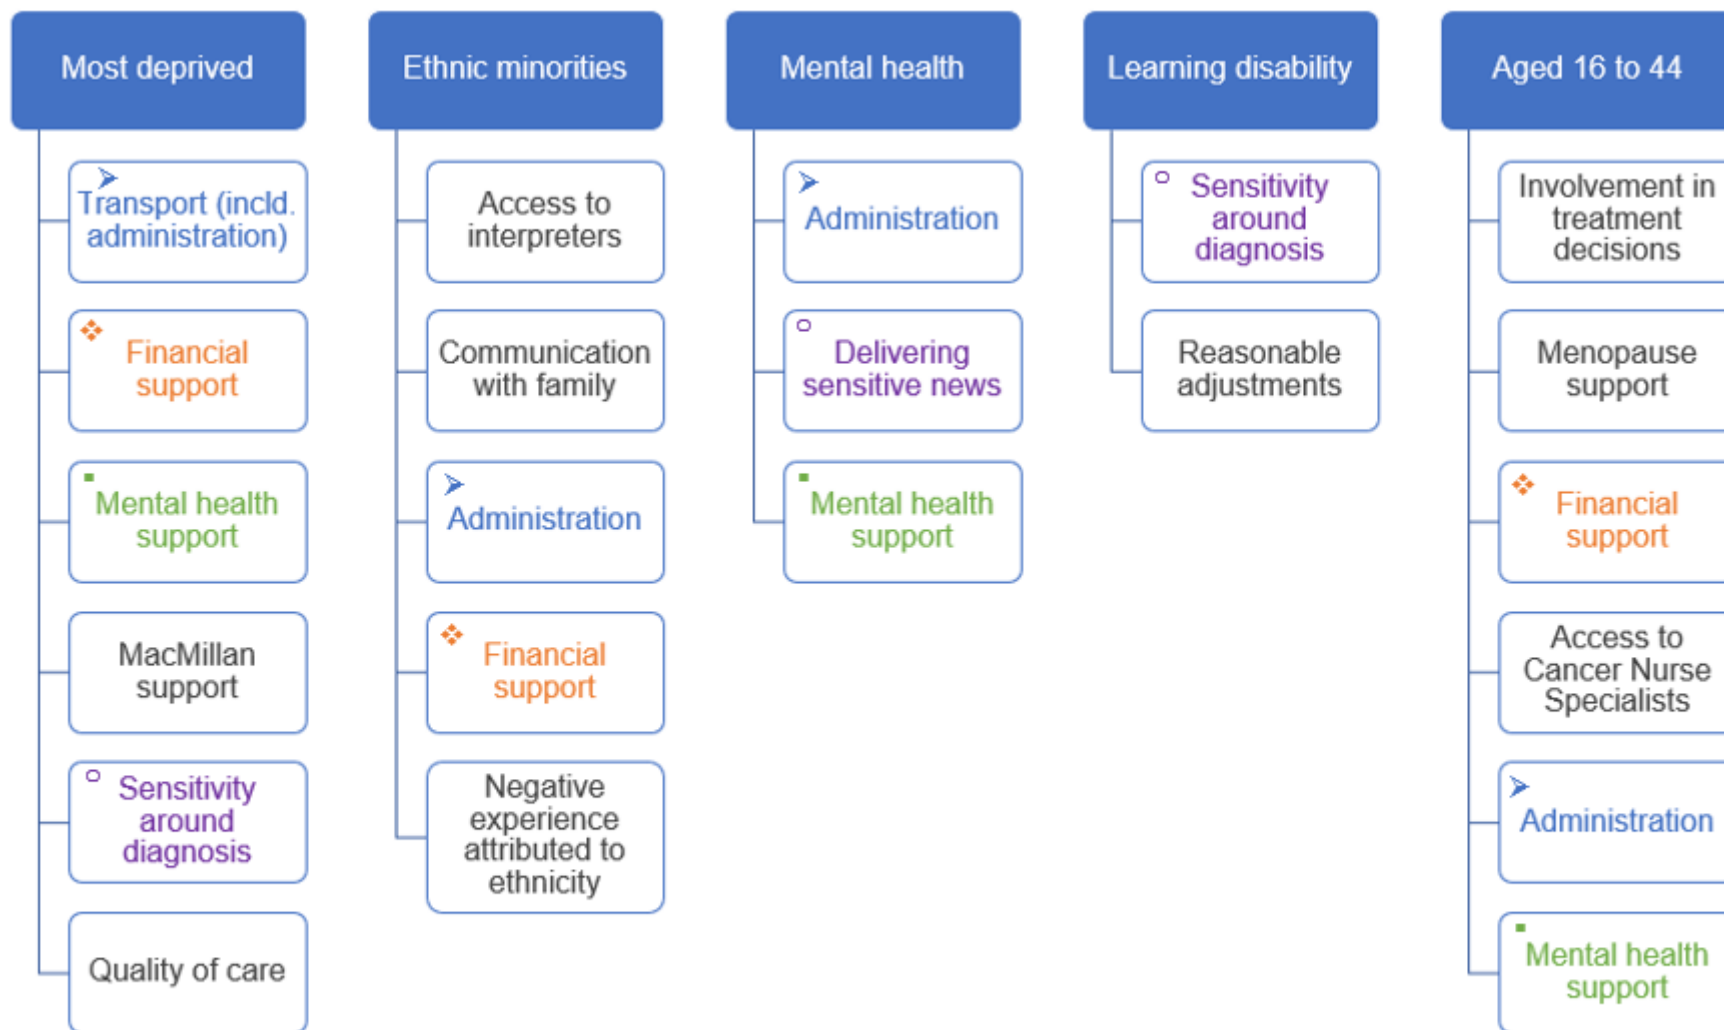 Most deprived
Transport (incld.
administration)
Financial
support
Mental health
support
MacMillan
support
Sensitivity
around
diagnosis
Quality of care
Ethnic minorities
Access to
interpreters
Communication
with family
Administration
Financial
support
Negative
experience
attributed to
ethnicity
Mental health
Administration
Delivering
sensitive news
Mental health
support
Learning disability
Sensitivity
around
diagnosis
Reasonable
adjustments
Aged 16 to 44
Involvement in
treatment
decisions
Menopause
support
Financial
support
Access to
Cancer Nurse
Specialists
Administration
Mental health
support